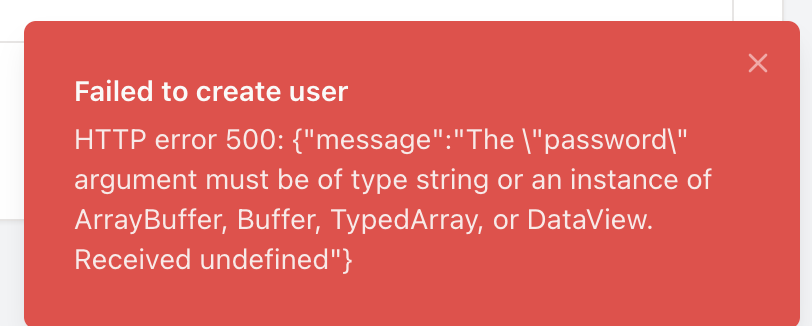 Failed to create user
HTTP error 500: {"message":"The \"password\"
argument must be of type string or an instance of
ArrayBuffer, Buffer, TypedArray, or DataView.
Received undefined"}